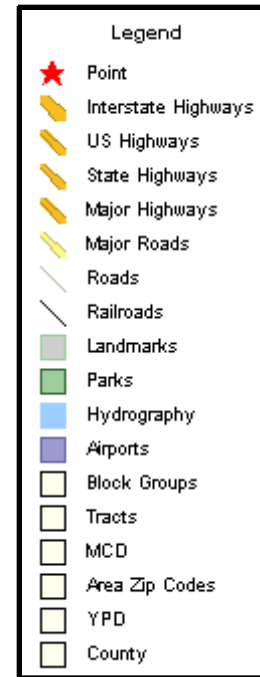 Legend
Point
Interstate Highways
US Highways
State Highways
Major Highways
Major Roads
Roads
Railroads
Landmarks
Parks
Hydrography
Airports
Block Groups
Tracts
MCD
Area Zip Codes
YPD
County